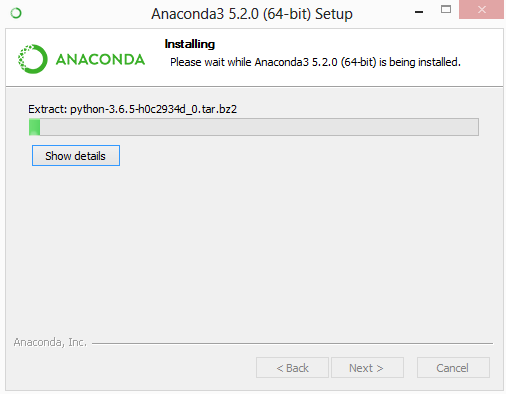 Anaconda3 5.2.0 (64-bit) Setup
Installing
Please wait while Anaconda3 5.2.0 (64-bit) is being installed.
ANACONDA
Extract: python-3.6.5-h0c2934d_0.tar.bz2
Show details
Anaconda, Inc.
< Back Next > Cancel